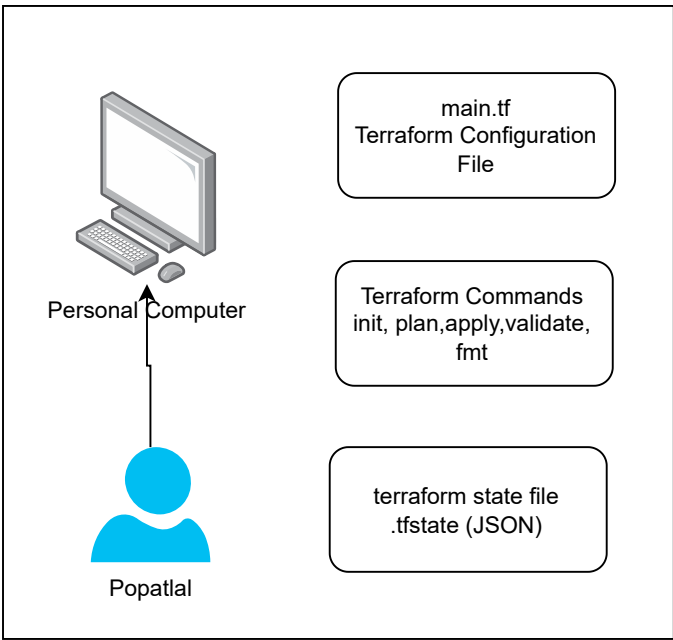 main.tf
Terraform Configuration
File
Personal Computer
Terraform Commands
init, plan,apply,validate,
fmt
terraform state file
.tfstate (JSON)
Popatlal